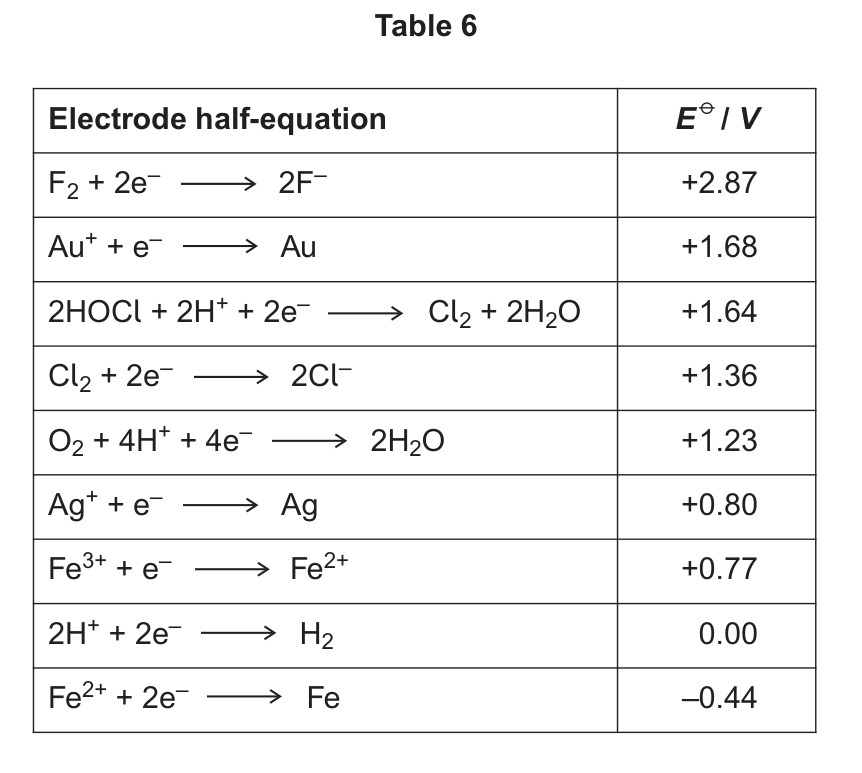 Table 6
Electrode half-equation E⦵ / V
F₂ + 2e⁻ ⟶ 2F⁻ +2.87
Au⁺ + e⁻ ⟶ Au +1.68
2HOCl + 2H⁺ + 2e⁻ ⟶ Cl₂ + 2H₂O +1.64
Cl₂ + 2e⁻ ⟶ 2Cl⁻ +1.36
O₂ + 4H⁺ + 4e⁻ ⟶ 2H₂O +1.23
Ag⁺ + e⁻ ⟶ Ag +0.80
Fe³⁺ + e⁻ ⟶ Fe²⁺ +0.77
2H⁺ + 2e⁻ ⟶ H₂ 0.00
Fe²⁺ + 2e⁻ ⟶ Fe –0.44